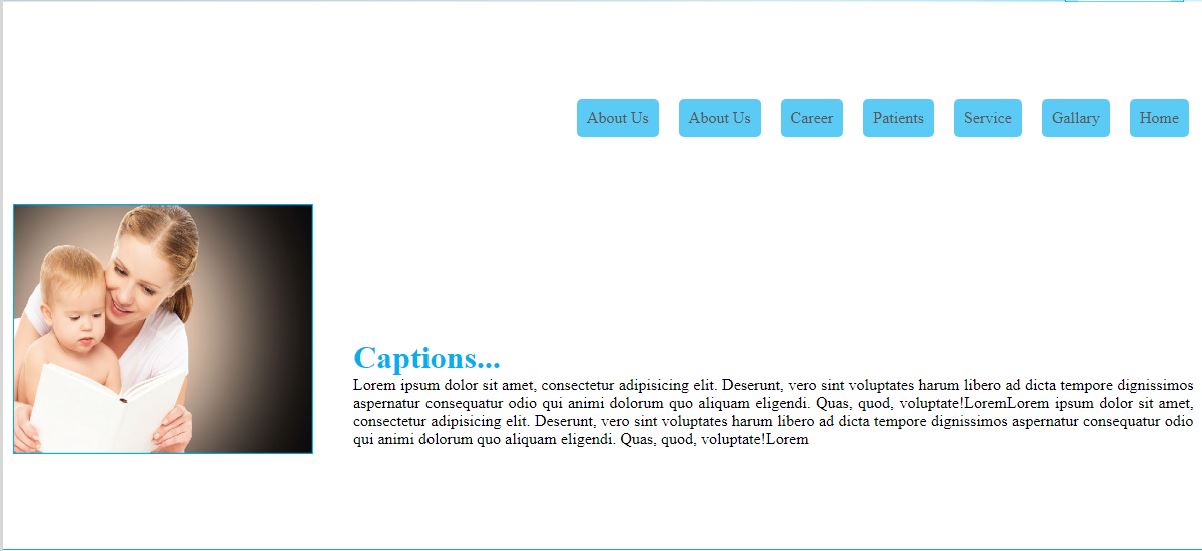 About Us About Us Career Patients Service Gallary Home
Captions...
Lorem ipsum dolor sit amet, consectetur adipisicing elit. Deserunt, vero sint voluptates harum libero ad dicta tempore dignissimos
aspernatur consequatur odio qui animi dolorum quo aliquam eligendi. Quas, quod, voluptate!LoremLorem ipsum dolor sit amet,
consectetur adipisicing elit. Deserunt, vero sint voluptates harum libero ad dicta tempore dignissimos aspernatur consequatur odio
qui animi dolorum quo aliquam eligendi. Quas, quod, voluptate!Lorem